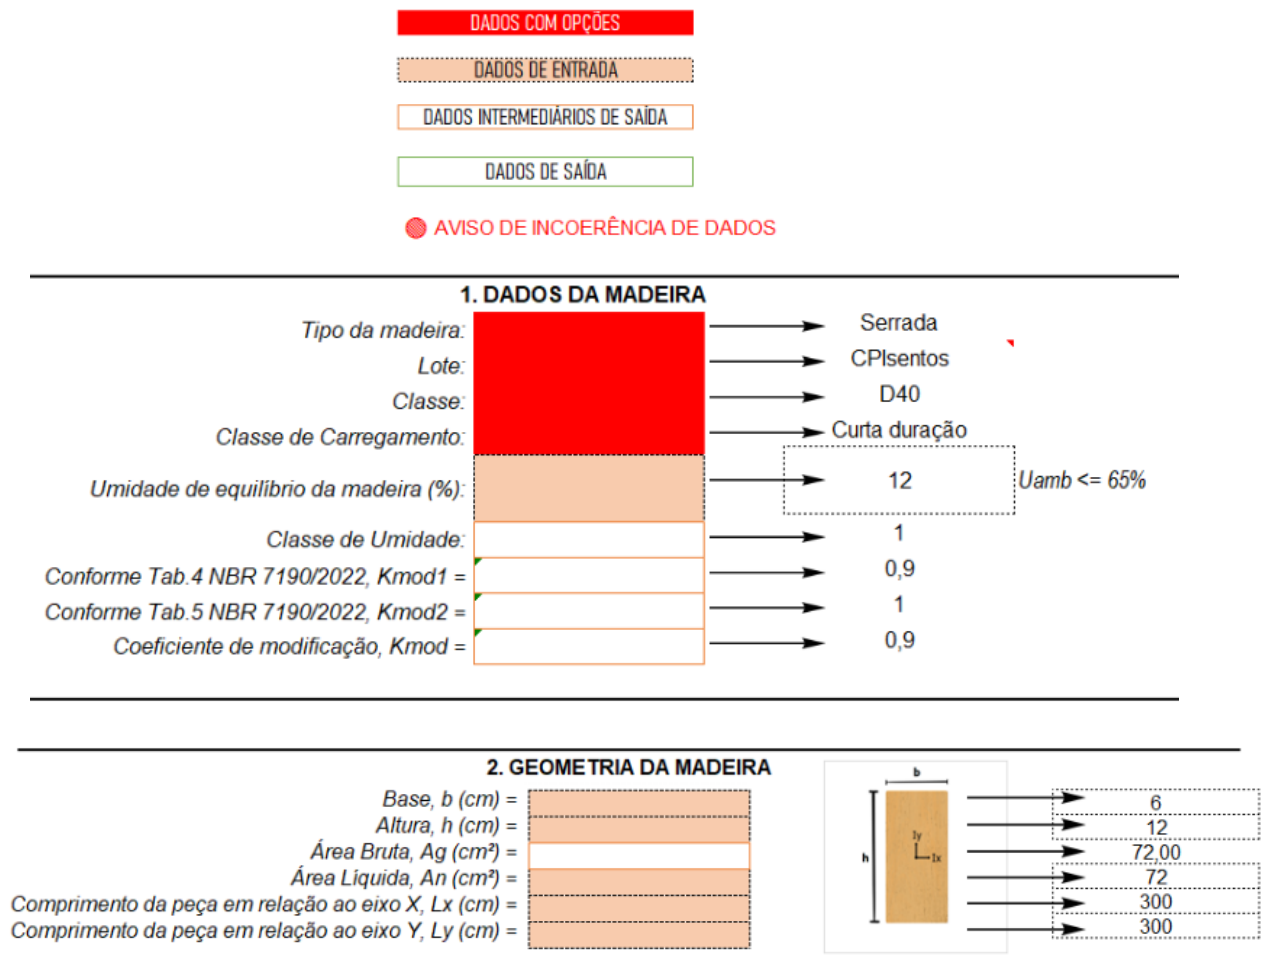 DADOS COM OPÇÕES
DADOS DE ENTRADA
DADOS INTERMEDIÁRIOS DE SAÍDA
DADOS DE SAÍDA
AVISO DE INCOERÊNCIA DE DADOS
1. DADOS DA MADEIRA
Tipo da madeira: Serrada
Lote: CPIsentos
Classe: D40
Classe de Carregamento: Curta duração
Umidade de equilíbrio da madeira (%): 12 Uamb <= 65%
Classe de Umidade: 1
Conforme Tab.4 NBR 7190/2022, Kmod1 = 0,9
Conforme Tab.5 NBR 7190/2022, Kmod2 = 1
Coeficiente de modificação, Kmod = 0,9
2. GEOMETRIA DA MADEIRA
b
Base, b (cm) = 6
Altura, h (cm) = 12
Iy
Área Bruta, Ag (cm²) = h Ix 72,00
Área Líquida, An (cm²) = 72
Comprimento da peça em relação ao eixo X, Lx (cm) = 300
Comprimento da peça em relação ao eixo Y, Ly (cm) = 300